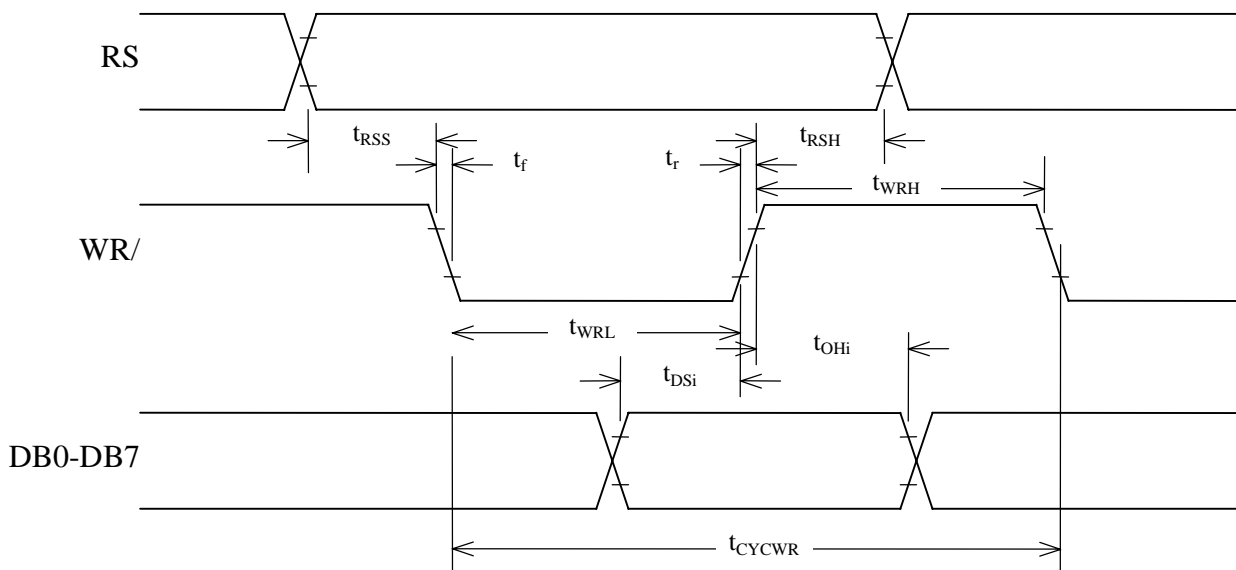 RS
tRSS
tRSH
tf
tr
tWRH
WR/
tWRL
tOHi
tDSi
DB0-DB7
tCYCWR